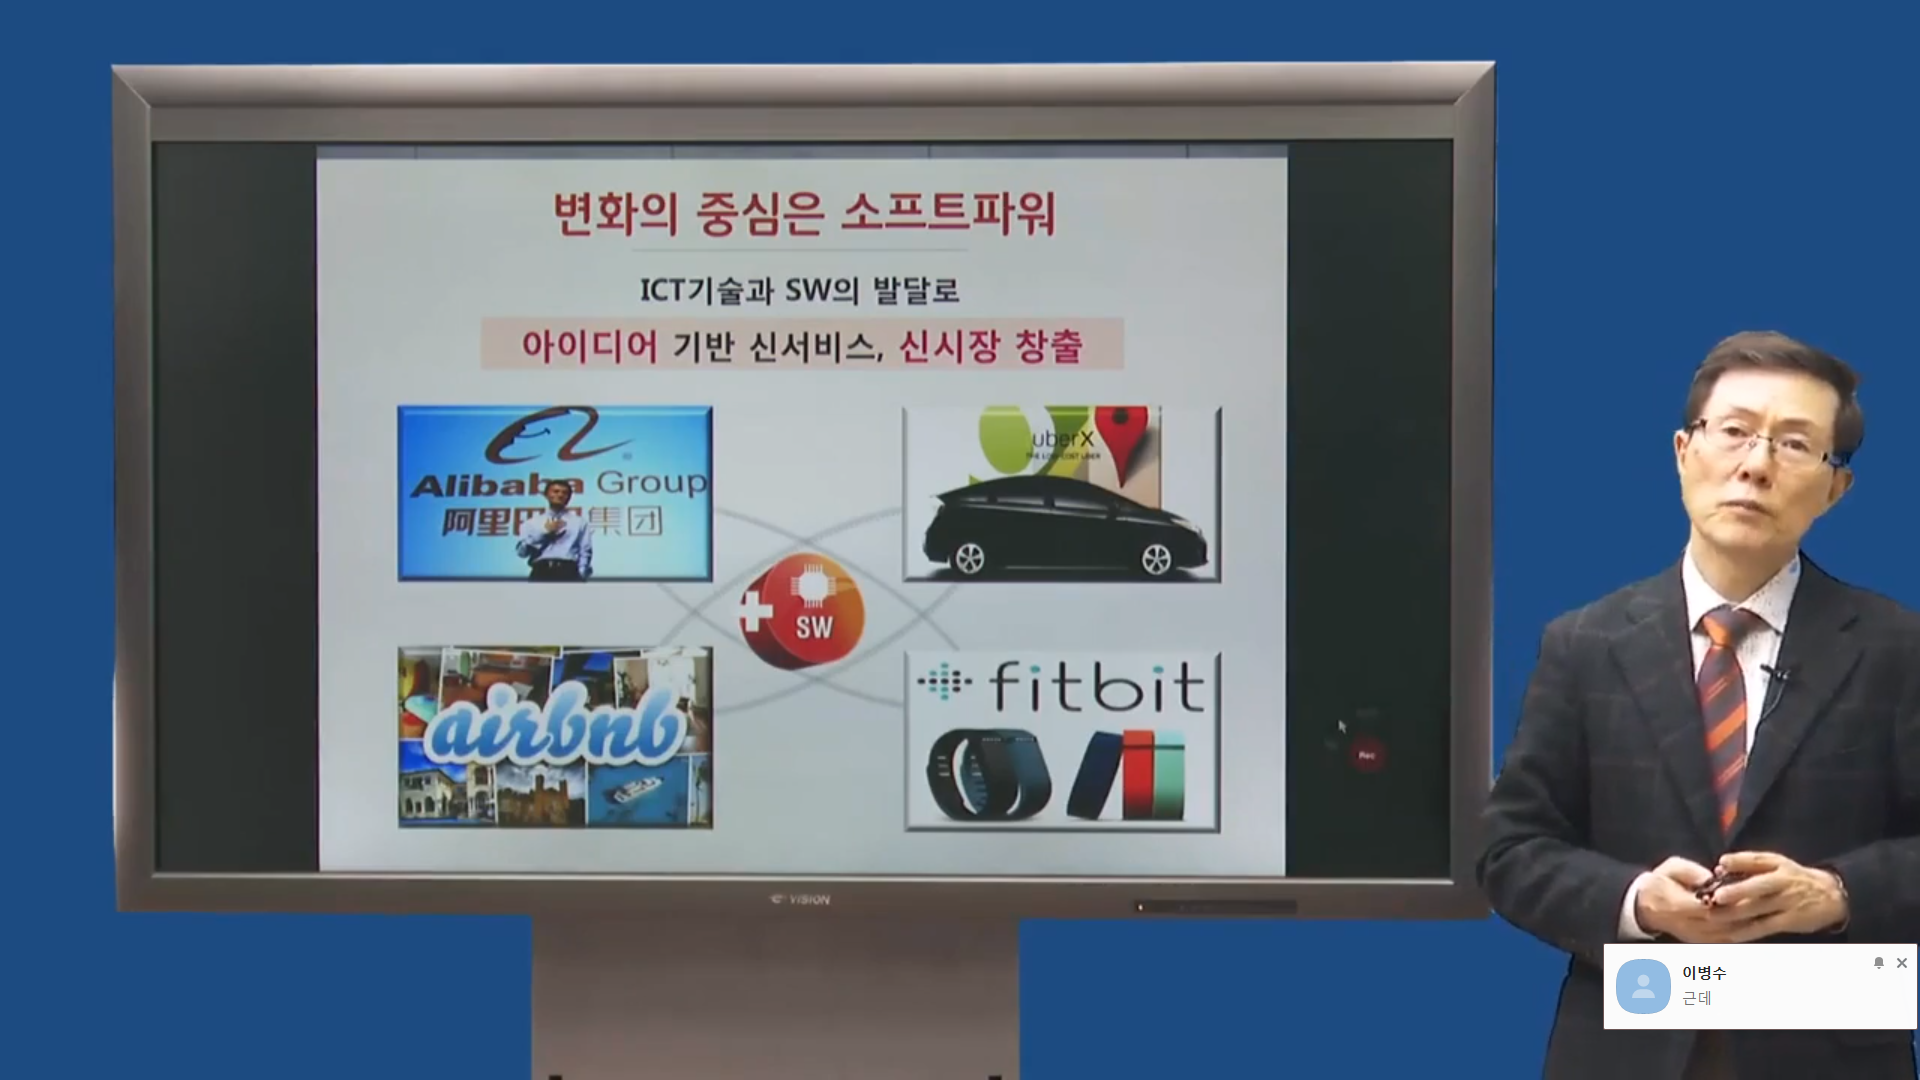 변화의 중심은 소프트파워
ICT기술과 SW의 발달로
아이디어 기반 신서비스, 신시장 창출
Alibaba Group
阿里巴巴集团
uberX
THE LOW-COST UBER
SW
airbnb
fitbit
Rec
VISION
이병수
근데